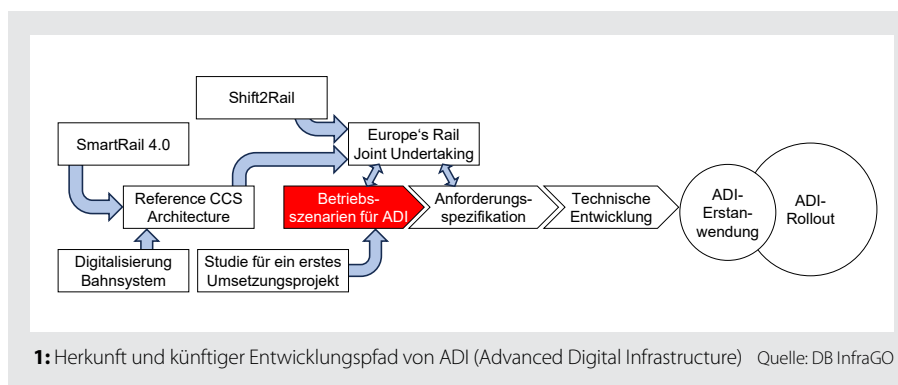 Shift2Rail
SmartRail 4.0
Europe's Rail
Joint Undertaking
Reference CCS
Architecture
Betriebs-
szenarien für ADI
Anforderungs-
spezifikation
Technische
Entwicklung
ADI-
Erstan-
wendung
ADI-
Rollout
Digitalisierung
Bahnsystem
Studie für ein erstes
Umsetzungsprojekt
1: Herkunft und künftiger Entwicklungspfad von ADI (Advanced Digital Infrastructure) Quelle: DB InfraGO